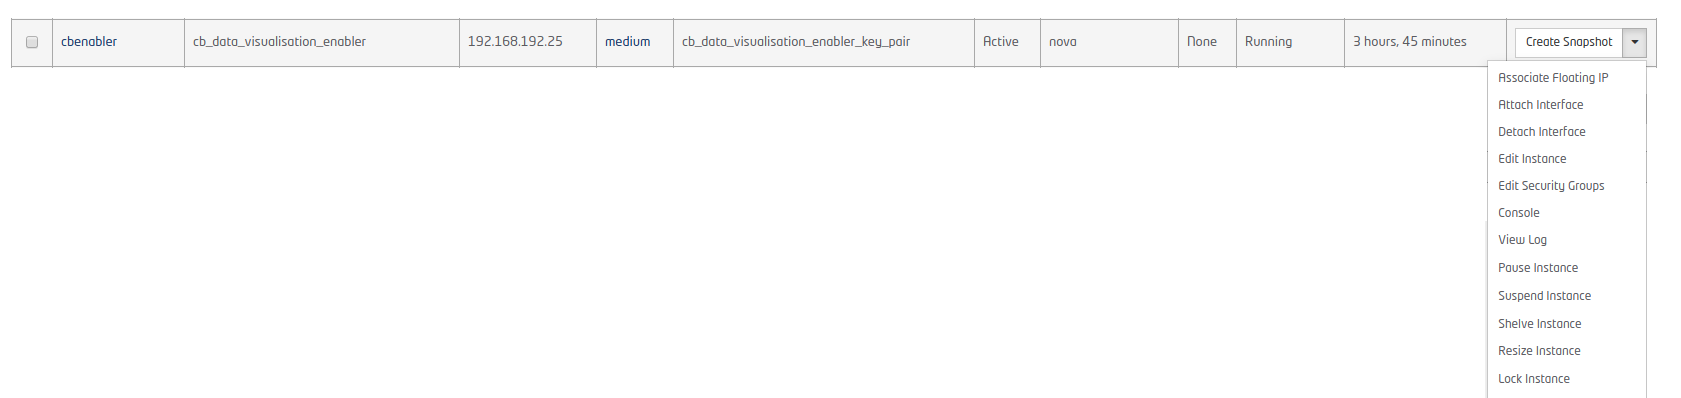 cbenabler cb_data_visualisation_enabler 192.168.192.25 medium cb_data_visualisation_enabler_key_pair Active nova None Running 3 hours, 45 minutes Create Snapshot
Associate Floating IP
Attach Interface
Detach Interface
Edit Instance
Edit Security Groups
Console
View Log
Pause Instance
Suspend Instance
Shelve Instance
Resize Instance
Lock Instance